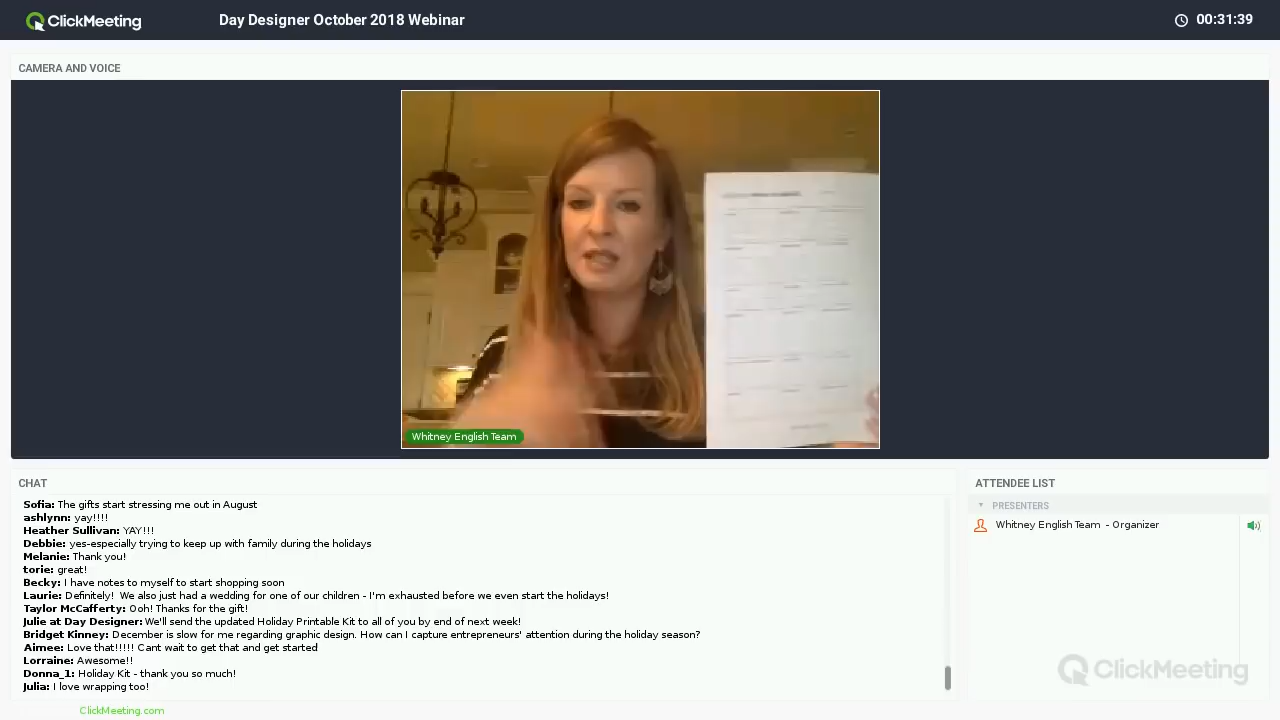 ClickMeeting
Day Designer October 2018 Webinar
00:31:39
CAMERA AND VOICE
Whitney English Team
CHAT
Sofia: The gifts start stressing me out in August
ashlynn: yay!!!!
Heather Sullivan: YAY!!!
Debbie: yes-especially trying to keep up with family during the holidays
Melanie: Thank you!
torie: great!
Becky: I have notes to myself to start shopping soon
Laurie: Definitely!  We also just had a wedding for one of our children - I'm exhausted before we even start the holidays!
Taylor McCafferty: Ooh! Thanks for the gift!
Julie at Day Designer: We'll send the updated Holiday Printable Kit to all of you by end of next week!
Bridget Kinney: December is slow for me regarding graphic design. How can I capture entrepreneurs' attention during the holiday season?
Aimee: Love that!!!!! Cant wait to get that and get started
Lorraine: Awesome!!
Donna_1: Holiday Kit - thank you so much!
Julia: I love wrapping too!
ATTENDEE LIST
PRESENTERS
Whitney English Team - Organizer
ClickMeeting
ClickMeeting.com